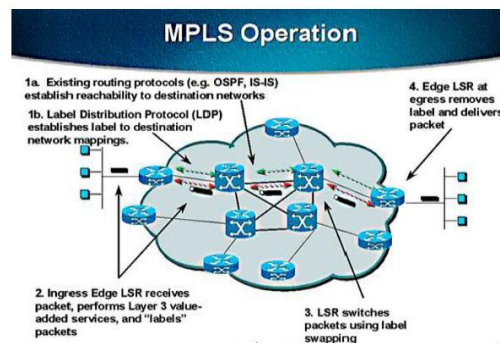 MPLS Operation
1a. Existing routing protocols (e.g. OSPF, IS-IS)
establish reachability to destination networks
1b. Label Distribution Protocol (LDP)
establishes label to destination
network mappings.
4. Edge LSR at
egress removes
label and delivers
packet
2. Ingress Edge LSR receives
packet, performs Layer 3 value-
added services, and “labels”
packets
3. LSR switches
packets using label
swapping